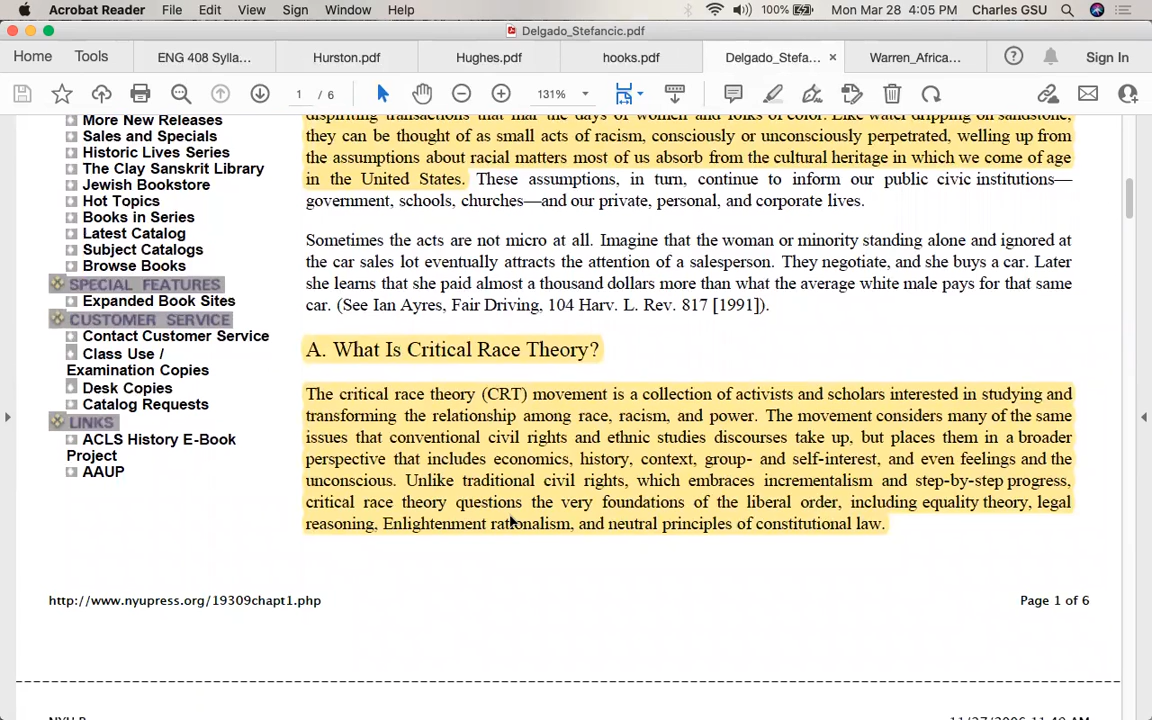 Acrobat Reader File Edit View Sign Window Help 100% Mon Mar 28 4:05 PM Charles GSU
Delgado_Stefancic.pdf
Home Tools ENG 408 Sylla... Hurston.pdf Hughes.pdf hooks.pdf Delgado_Stefa... × Warren_Africa... Sign In
1 / 6 131%
More New Releases
Sales and Specials
Historic Lives Series
The Clay Sanskrit Library
Jewish Bookstore
Hot Topics
Books in Series
Latest Catalog
Subject Catalogs
Browse Books
SPECIAL FEATURES
Expanded Book Sites
CUSTOMER SERVICE
Contact Customer Service
Class Use /
Examination Copies
Desk Copies
Catalog Requests
LINKS
ACLS History E-Book
Project
AAUP
dispiriting transactions that mar the days of women and folks of color. Like water dripping on sandstone,
they can be thought of as small acts of racism, consciously or unconsciously perpetrated, welling up from
the assumptions about racial matters most of us absorb from the cultural heritage in which we come of age
in the United States. These assumptions, in turn, continue to inform our public civic institutions—
government, schools, churches—and our private, personal, and corporate lives.
Sometimes the acts are not micro at all. Imagine that the woman or minority standing alone and ignored at
the car sales lot eventually attracts the attention of a salesperson. They negotiate, and she buys a car. Later
she learns that she paid almost a thousand dollars more than what the average white male pays for that same
car. (See Ian Ayres, Fair Driving, 104 Harv. L. Rev. 817 [1991]).
A. What Is Critical Race Theory?
The critical race theory (CRT) movement is a collection of activists and scholars interested in studying and
transforming the relationship among race, racism, and power. The movement considers many of the same
issues that conventional civil rights and ethnic studies discourses take up, but places them in a broader
perspective that includes economics, history, context, group- and self-interest, and even feelings and the
unconscious. Unlike traditional civil rights, which embraces incrementalism and step-by-step progress,
critical race theory questions the very foundations of the liberal order, including equality theory, legal
reasoning, Enlightenment rationalism, and neutral principles of constitutional law.
http://www.nyupress.org/19309chapt1.php Page 1 of 6